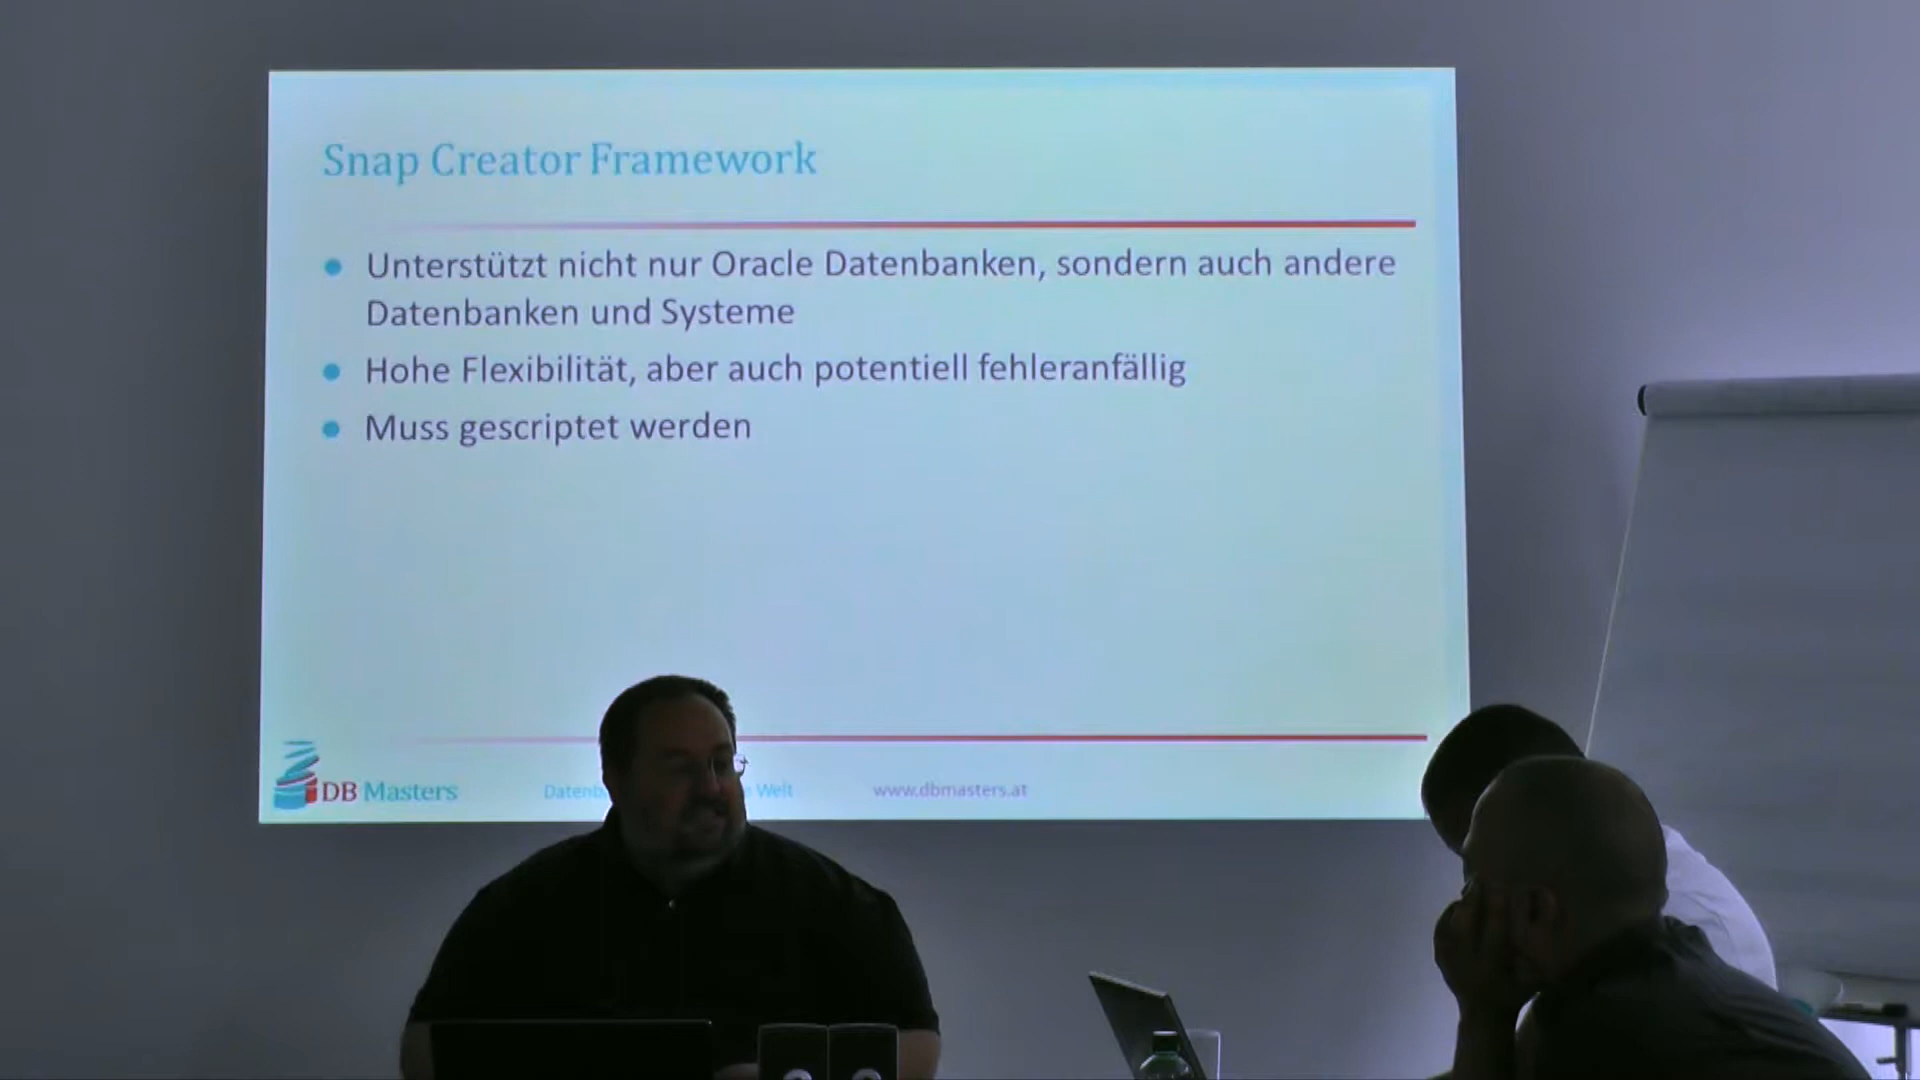 Snap Creator Framework
Unterstützt nicht nur Oracle Datenbanken, sondern auch andere
Datenbanken und Systeme
Hohe Flexibilität, aber auch potentiell fehleranfällig
Muss gescriptet werden
DB Masters Welt www.dbmasters.at